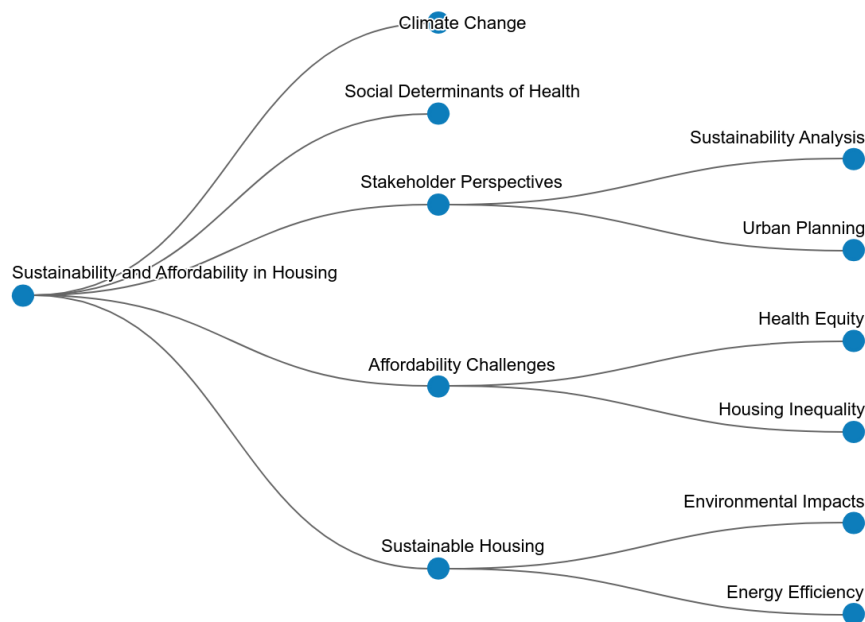 Climate Change
Social Determinants of Health
Sustainability Analysis
Stakeholder Perspectives
Urban Planning
Sustainability and Affordability in Housing
Health Equity
Affordability Challenges
Housing Inequality
Environmental Impacts
Sustainable Housing
Energy Efficiency